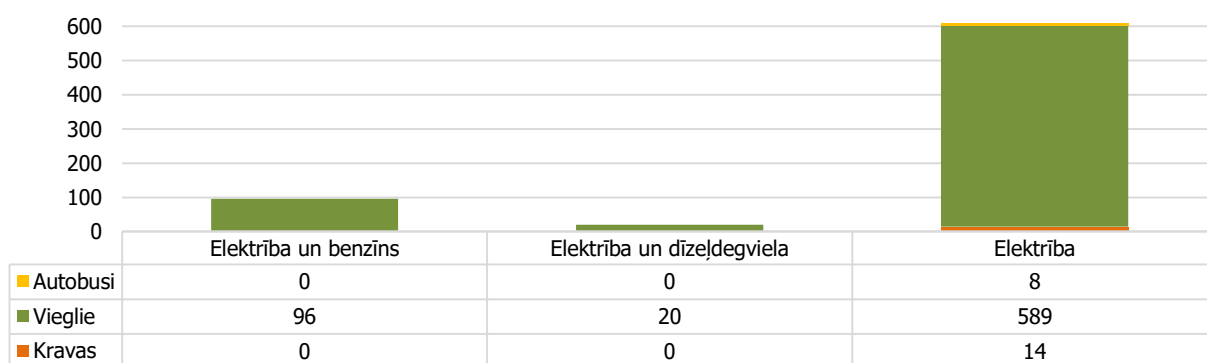 600
500
400
300
200
100
0
Elektrība un benzīns Elektrība un dīzeļdegviela Elektrība
Autobusi 0 0 8
Vieglie 96 20 589
Kravas 0 0 14